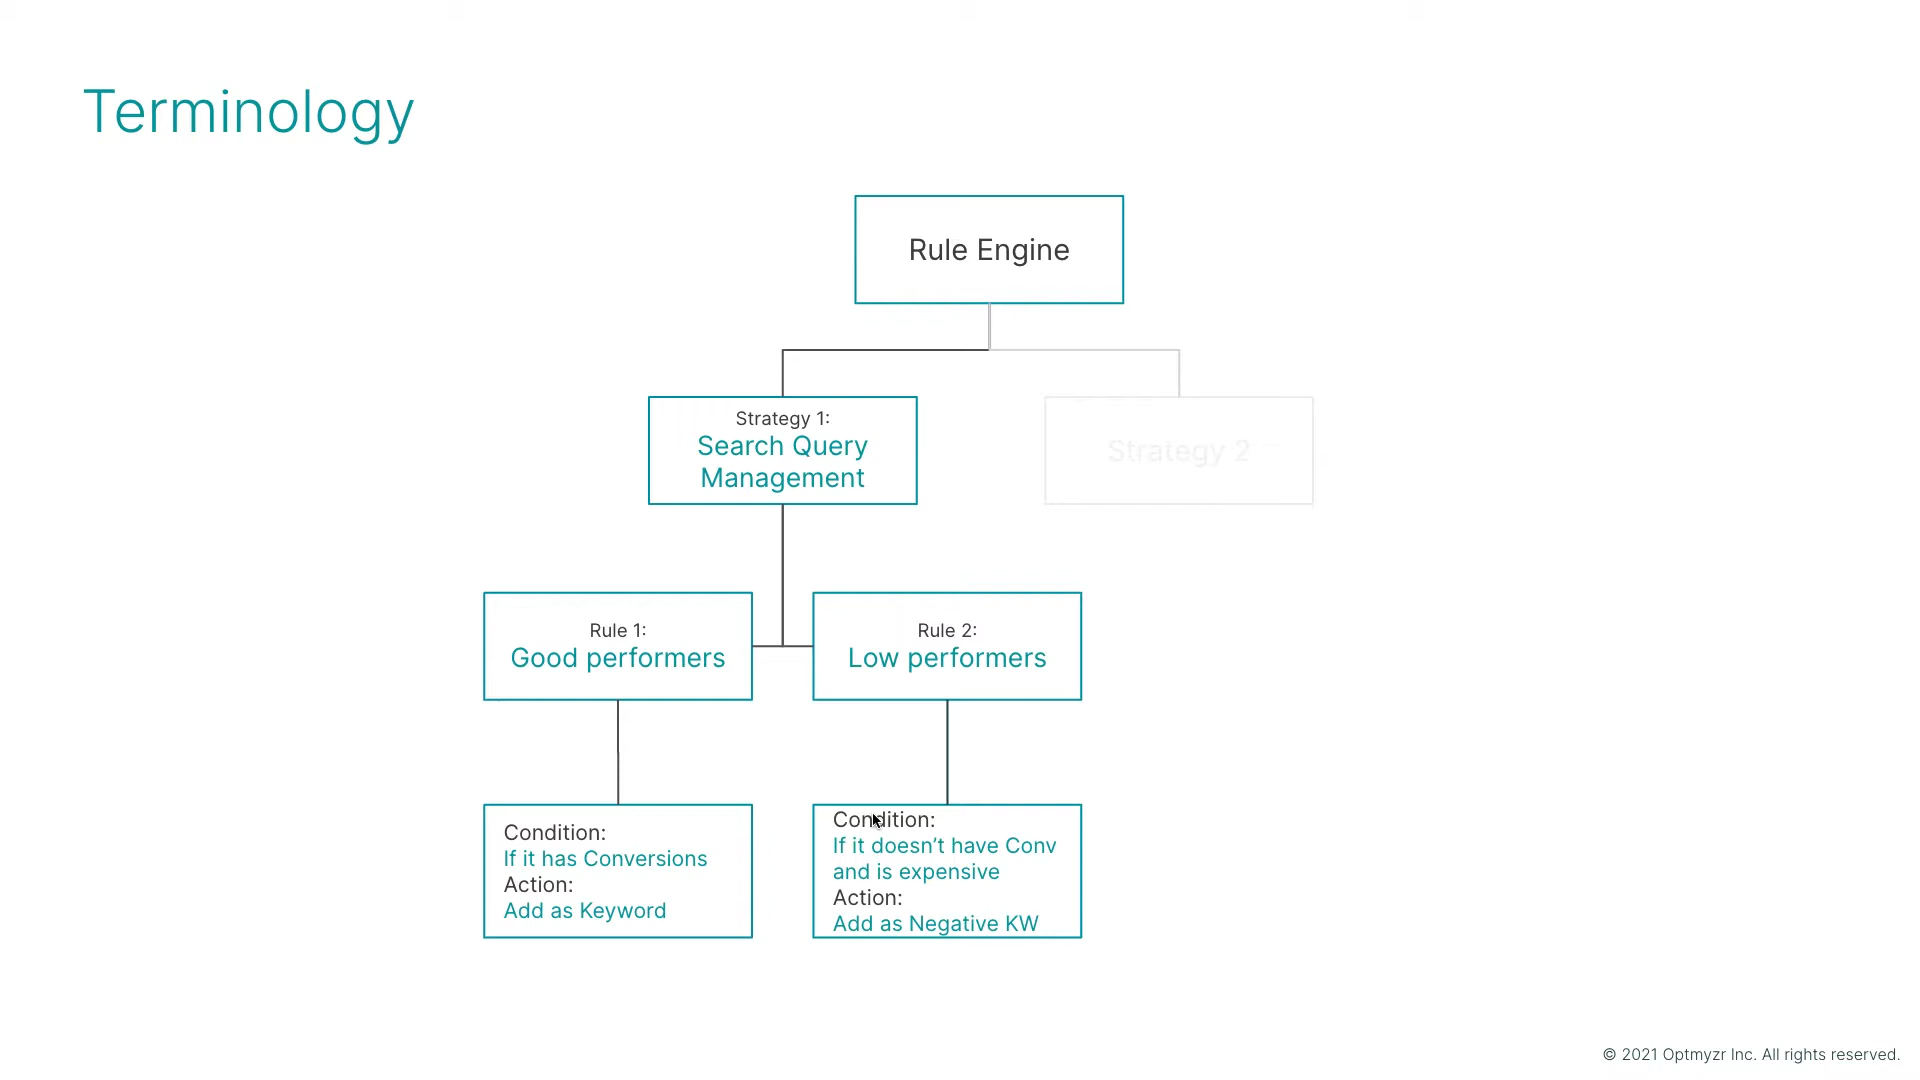 Terminology
Rule Engine
Strategy 1:
Search Query
Management
Strategy 2
Rule 1:
Good performers
Rule 2:
Low performers
Condition:
If it has Conversions
Action:
Add as Keyword
Condition:
If it doesn’t have Conv
and is expensive
Action:
Add as Negative KW
© 2021 Optmyzr Inc. All rights reserved.